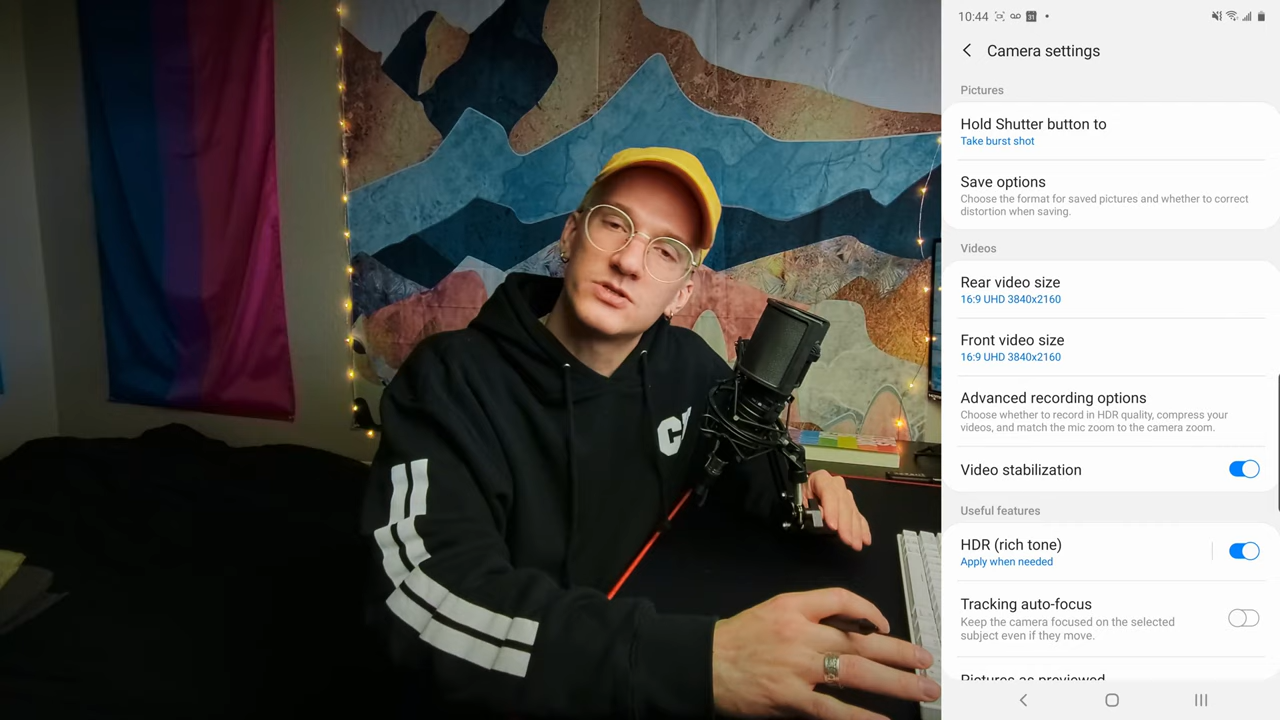 10:44
Camera settings
Pictures
Hold Shutter button to
Take burst shot
Save options
Choose the format for saved pictures and whether to correct
distortion when saving.
Videos
Rear video size
16:9 UHD 3840x2160
Front video size
16:9 UHD 3840x2160
Advanced recording options
Choose whether to record in HDR quality, compress your
videos, and match the mic zoom to the camera zoom.
Video stabilization
Useful features
HDR (rich tone)
Apply when needed
Tracking auto-focus
Keep the camera focused on the selected
subject even if they move.
Pictures as previewed